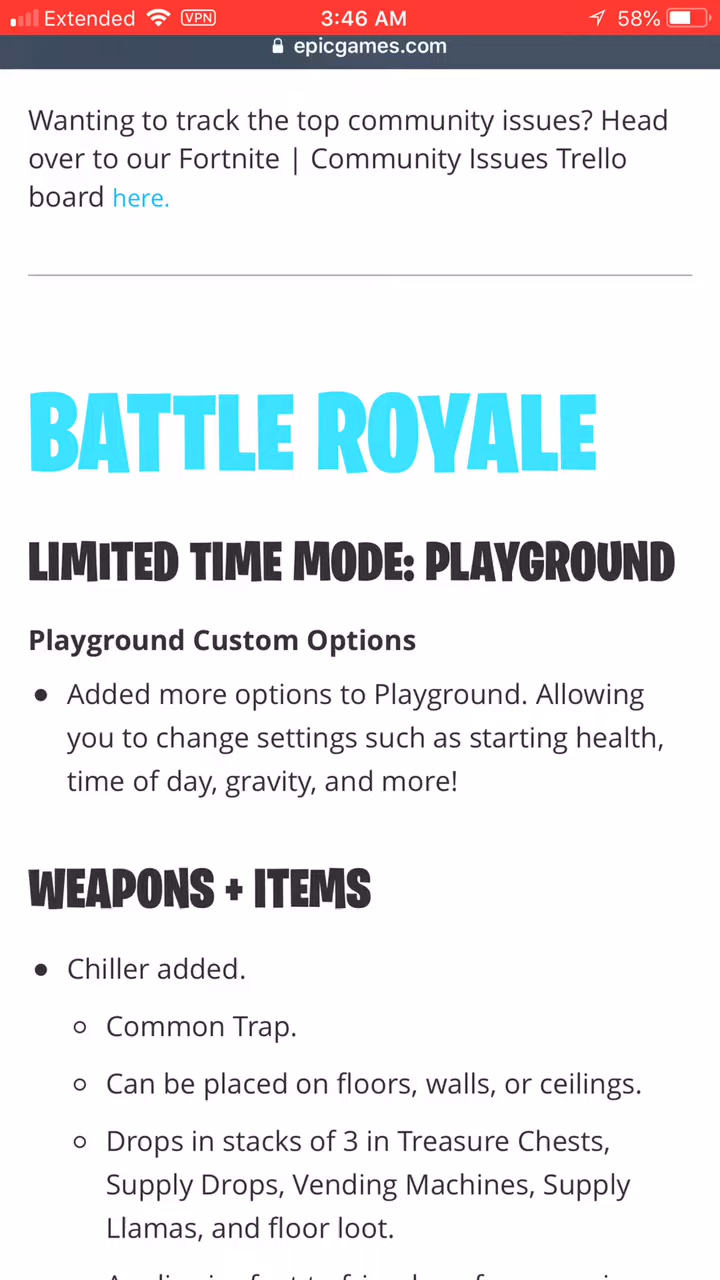 Extended VPN 3:46 AM 58%
epicgames.com
Wanting to track the top community issues? Head
over to our Fortnite | Community Issues Trello
board here.
BATTLE ROYALE
LIMITED TIME MODE: PLAYGROUND
Playground Custom Options
• Added more options to Playground. Allowing
you to change settings such as starting health,
time of day, gravity, and more!
WEAPONS + ITEMS
• Chiller added.
○ Common Trap.
○ Can be placed on floors, walls, or ceilings.
○ Drops in stacks of 3 in Treasure Chests,
Supply Drops, Vending Machines, Supply
Llamas, and floor loot.